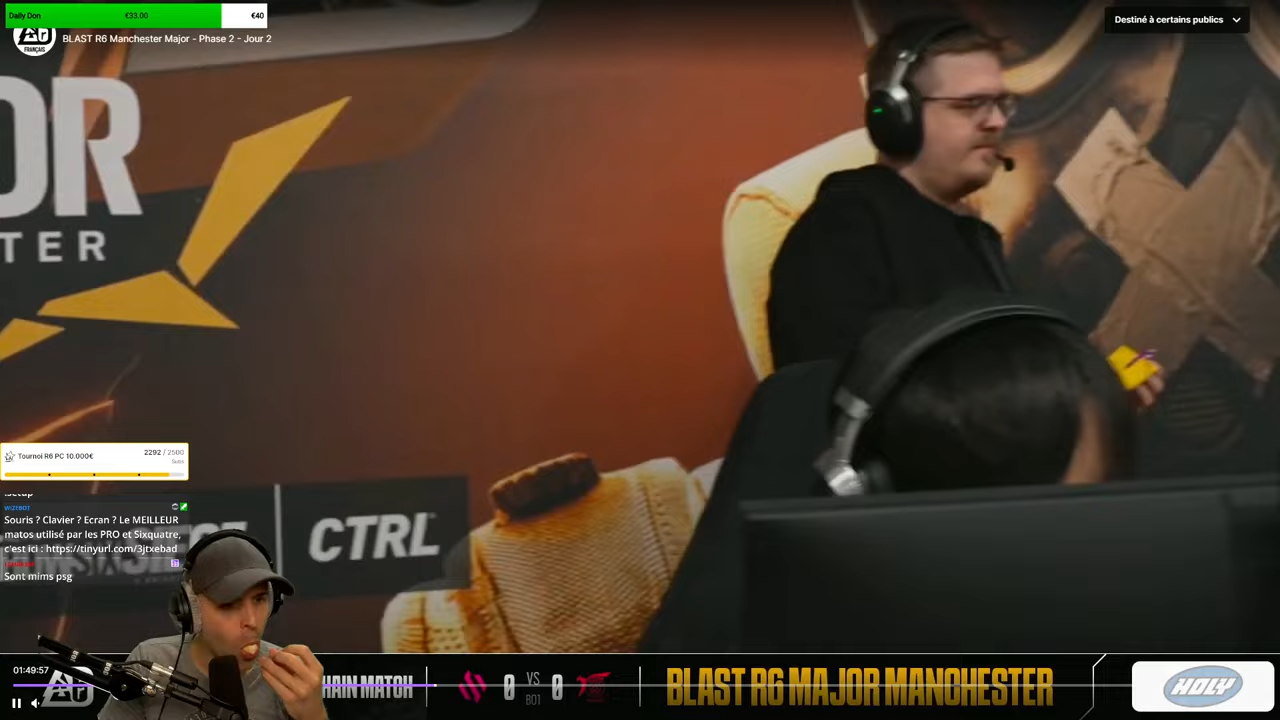 Daily Don €33.00 €40
FRANÇAIS
BLAST R6 Manchester Major - Phase 2 - Jour 2
Destiné à certains publics
OR
TER
Tournoi R6 PC 10.000€ 2292 / 2500
Souris ? Clavier ? Ecran ? Le MEILLEUR
matos utilisé par les PRO et Sixquatre,
c'est ici : https://tinyurl.com/3jtxebad
Sont mims psg
CTRL
01:49:57
MAIN MATCH
0 VS 0
BO1
BLAST R6 MAJOR MANCHESTER
HOLY